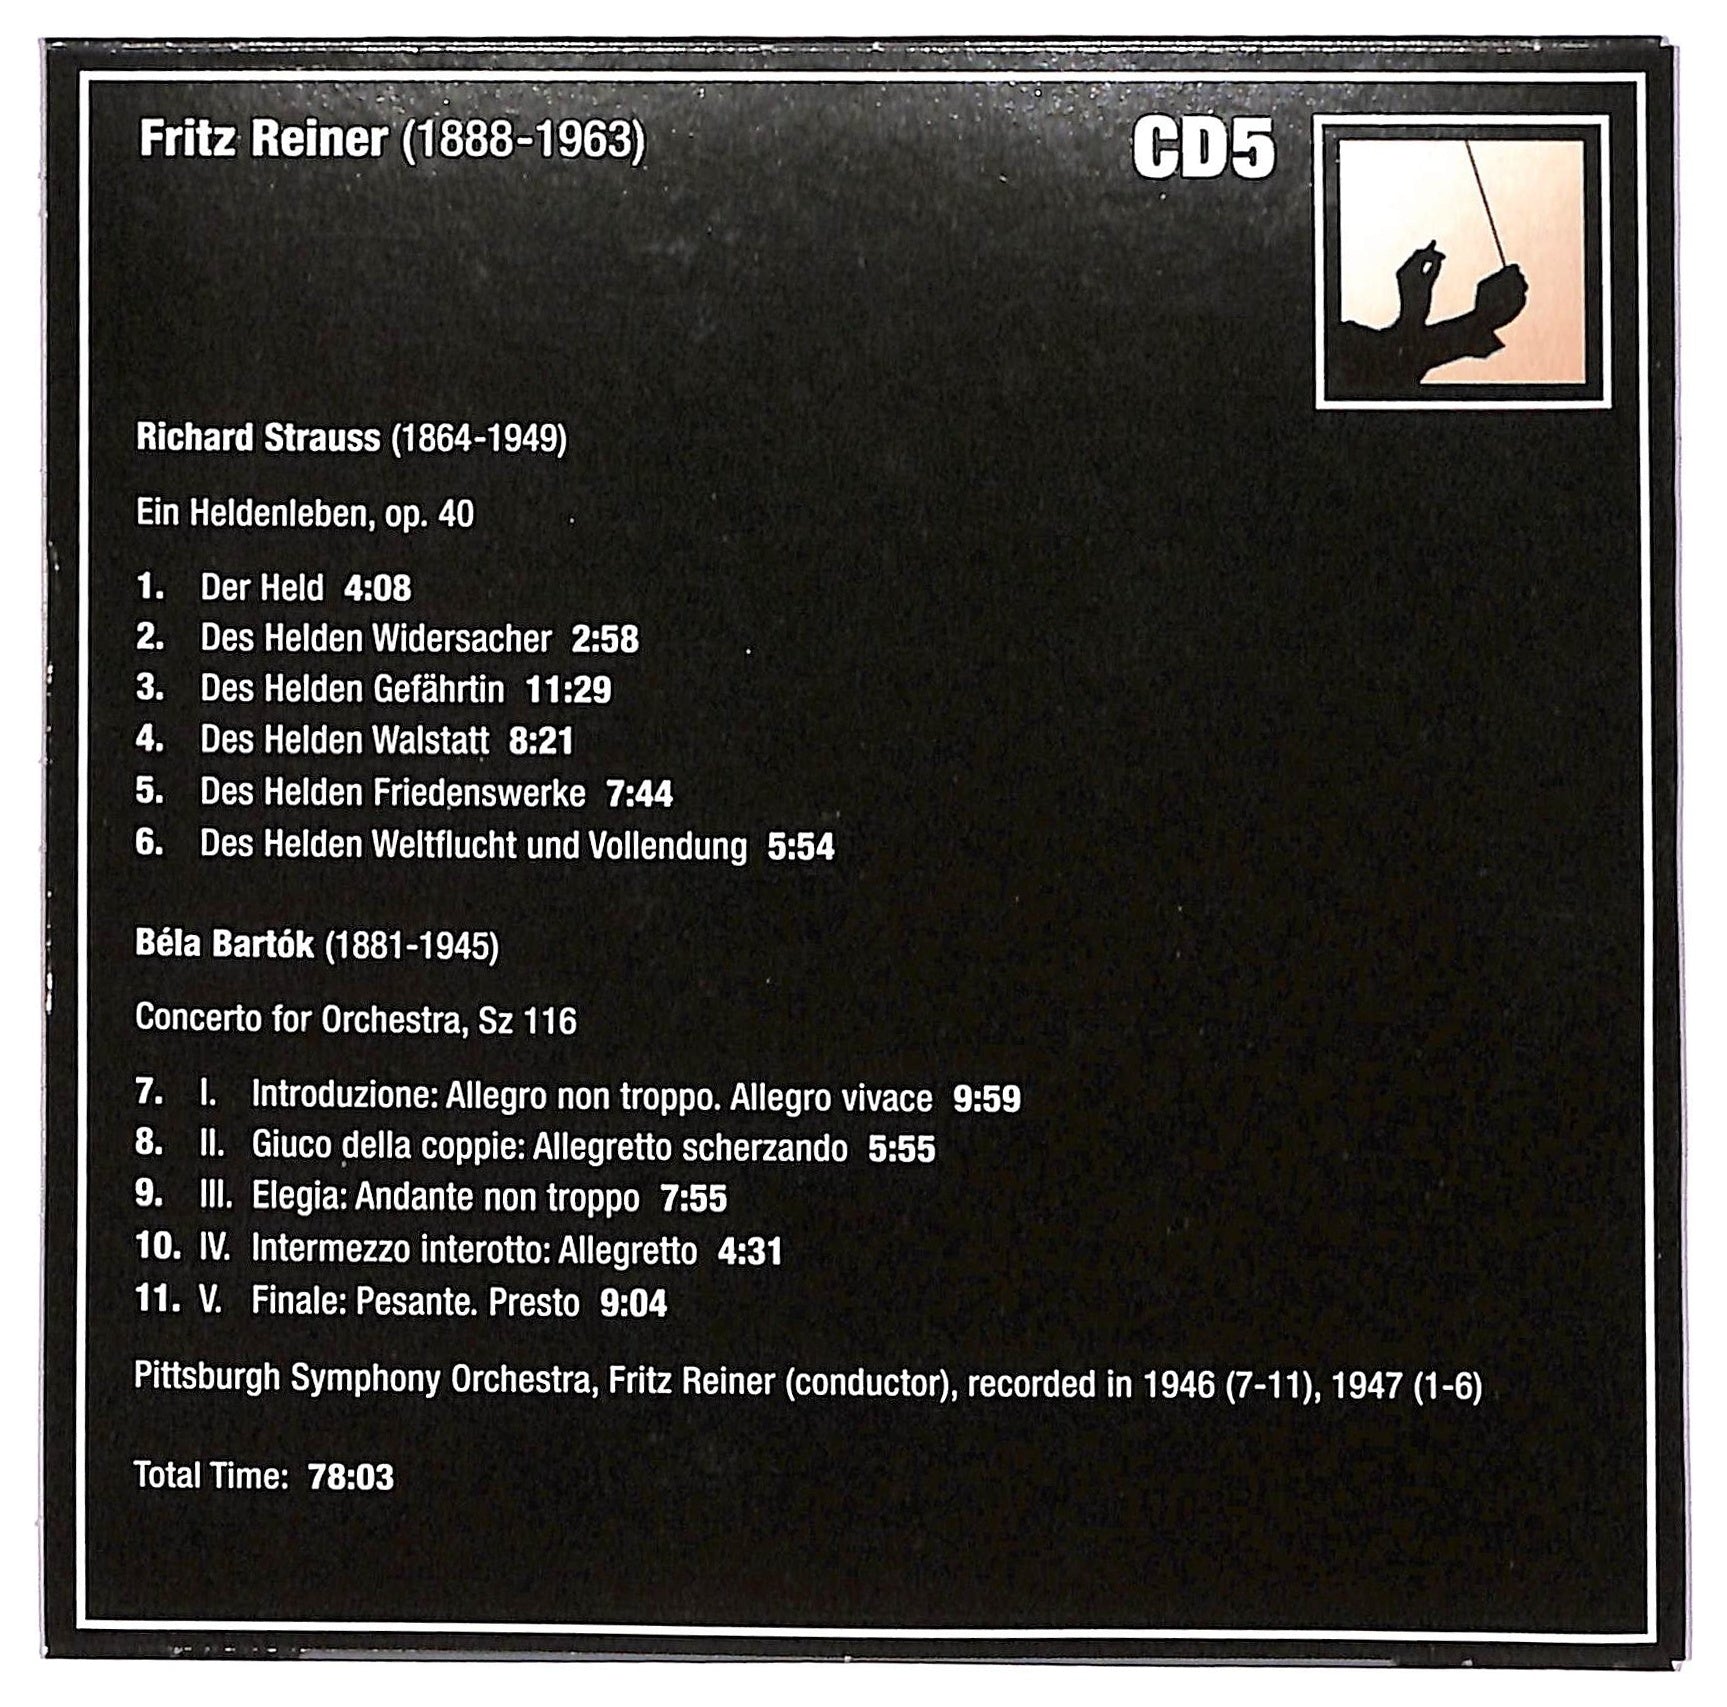 Fritz Reiner (1888-1963)
CD5
Richard Strauss (1864-1949)
Ein Heldenleben, op. 40
1. Der Held 4:08
2. Des Helden Widersacher 2:58
3. Des Helden Gefährtin 11:29
4. Des Helden Walstatt 8:21
5. Des Helden Friedenswerke 7:44
6. Des Helden Weltflucht und Vollendung 5:54
Béla Bartók (1881-1945)
Concerto for Orchestra, Sz 116
7. I. Introduzione: Allegro non troppo. Allegro vivace 9:59
8. II. Giuco della coppie: Allegretto scherzando 5:55
9. III. Elegia: Andante non troppo 7:55
10. IV. Intermezzo interotto: Allegretto 4:31
11. V. Finale: Pesante. Presto 9:04
Pittsburgh Symphony Orchestra, Fritz Reiner (conductor), recorded in 1946 (7-11), 1947 (1-6)
Total Time: 78:03